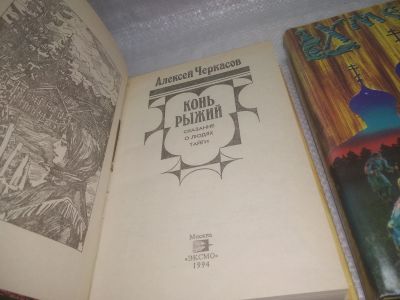 Алексей Черкасов
КОНЬ
РЫЖИЙ
СКАЗАНИЕ
О ЛЮДЯХ
ТАЙГИ
Москва
«ЭКСМО»
1994